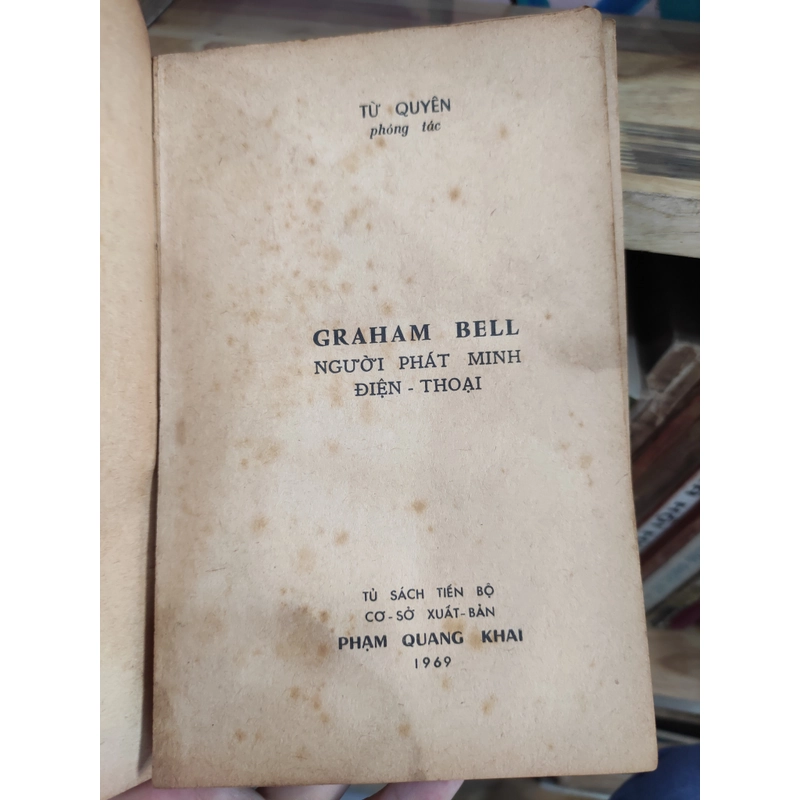 TỪ QUYÊN
phóng tác
GRAHAM BELL
NGƯỜI PHÁT MINH
ĐIỆN - THOẠI
TỦ SÁCH TIẾN BỘ
CƠ-SỞ XUẤT-BẢN
PHẠM QUANG KHAI
1969